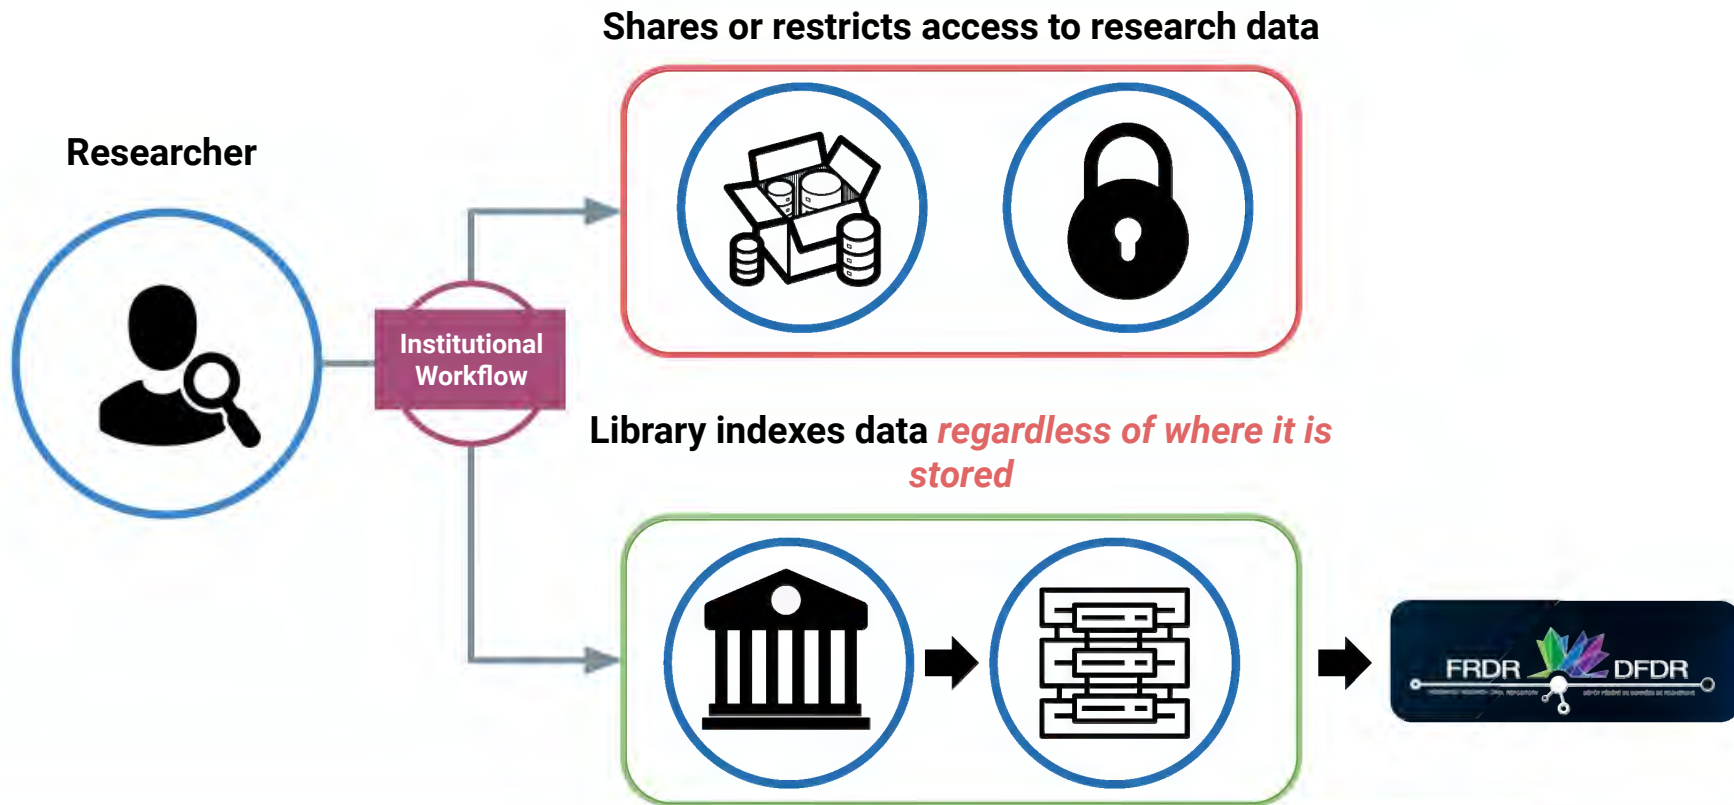 Shares or restricts access to research data
Researcher
Institutional
Workflow
Library indexes data regardless of where it is
stored
FRDR DFDR